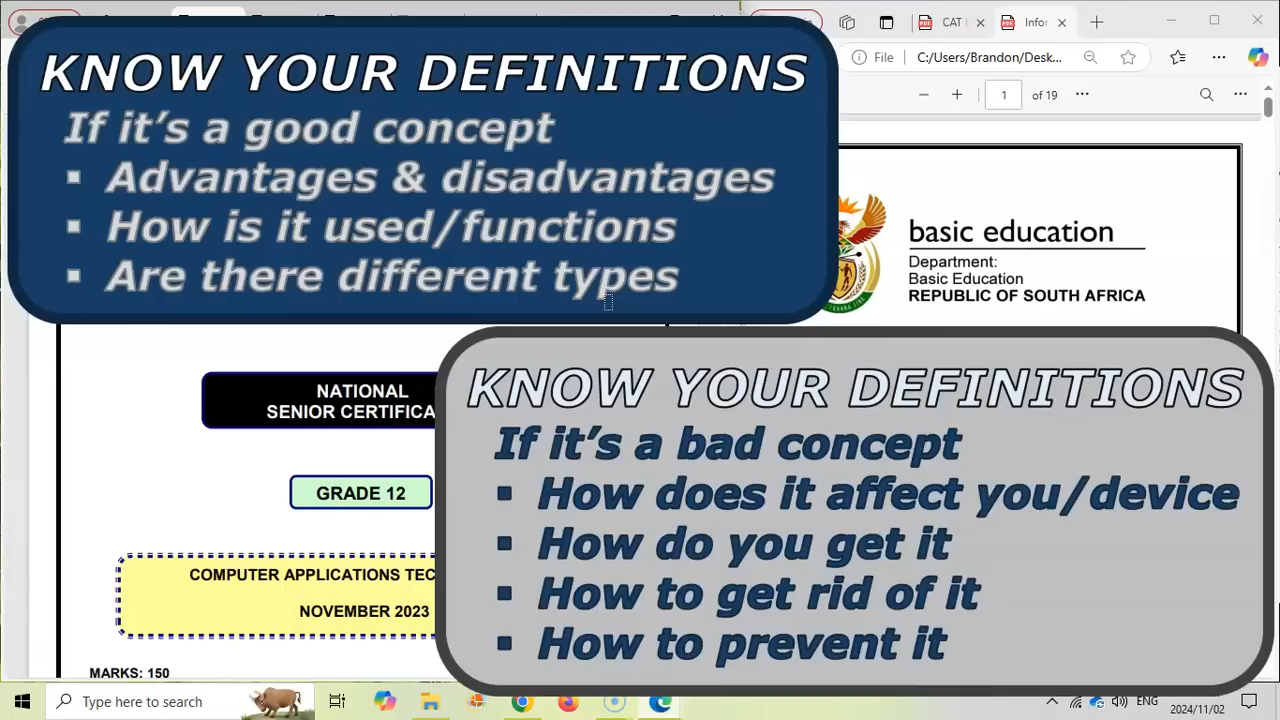 CAT
Infor
File
C:/Users/Brandon/Desk...
1
of 19
KNOW YOUR DEFINITIONS
If it's a good concept
▪ Advantages & disadvantages
▪ How is it used/functions
▪ Are there different types
basic education
Department:
Basic Education
REPUBLIC OF SOUTH AFRICA
NATIONAL
SENIOR CERTIFICA
GRADE 12
COMPUTER APPLICATIONS TEC
NOVEMBER 2023
MARKS: 150
KNOW YOUR DEFINITIONS
If it's a bad concept
▪ How does it affect you/device
▪ How do you get it
▪ How to get rid of it
▪ How to prevent it
Type here to search
ENG
2024/11/02